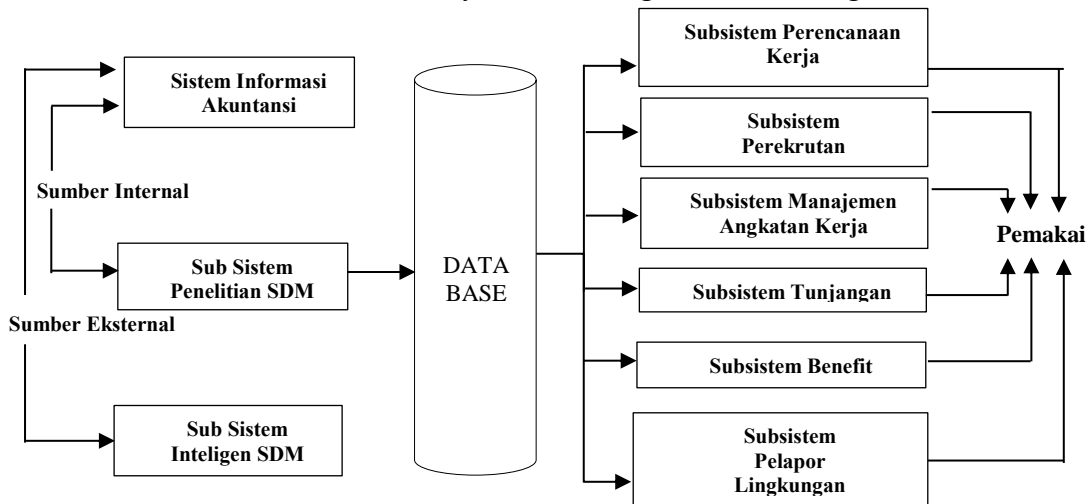 Sistem Informasi
Akuntansi
Sumber Internal
Sub Sistem
Penelitian SDM
Sumber Eksternal
Sub Sistem
Inteligen SDM
DATA
BASE
Subsistem Perencanaan
Kerja
Subsistem
Perekrutan
Subsistem Manajemen
Angkatan Kerja
Subsistem Tunjangan
Subsistem Benefit
Subsistem
Pelapor
Lingkungan
Pemakai